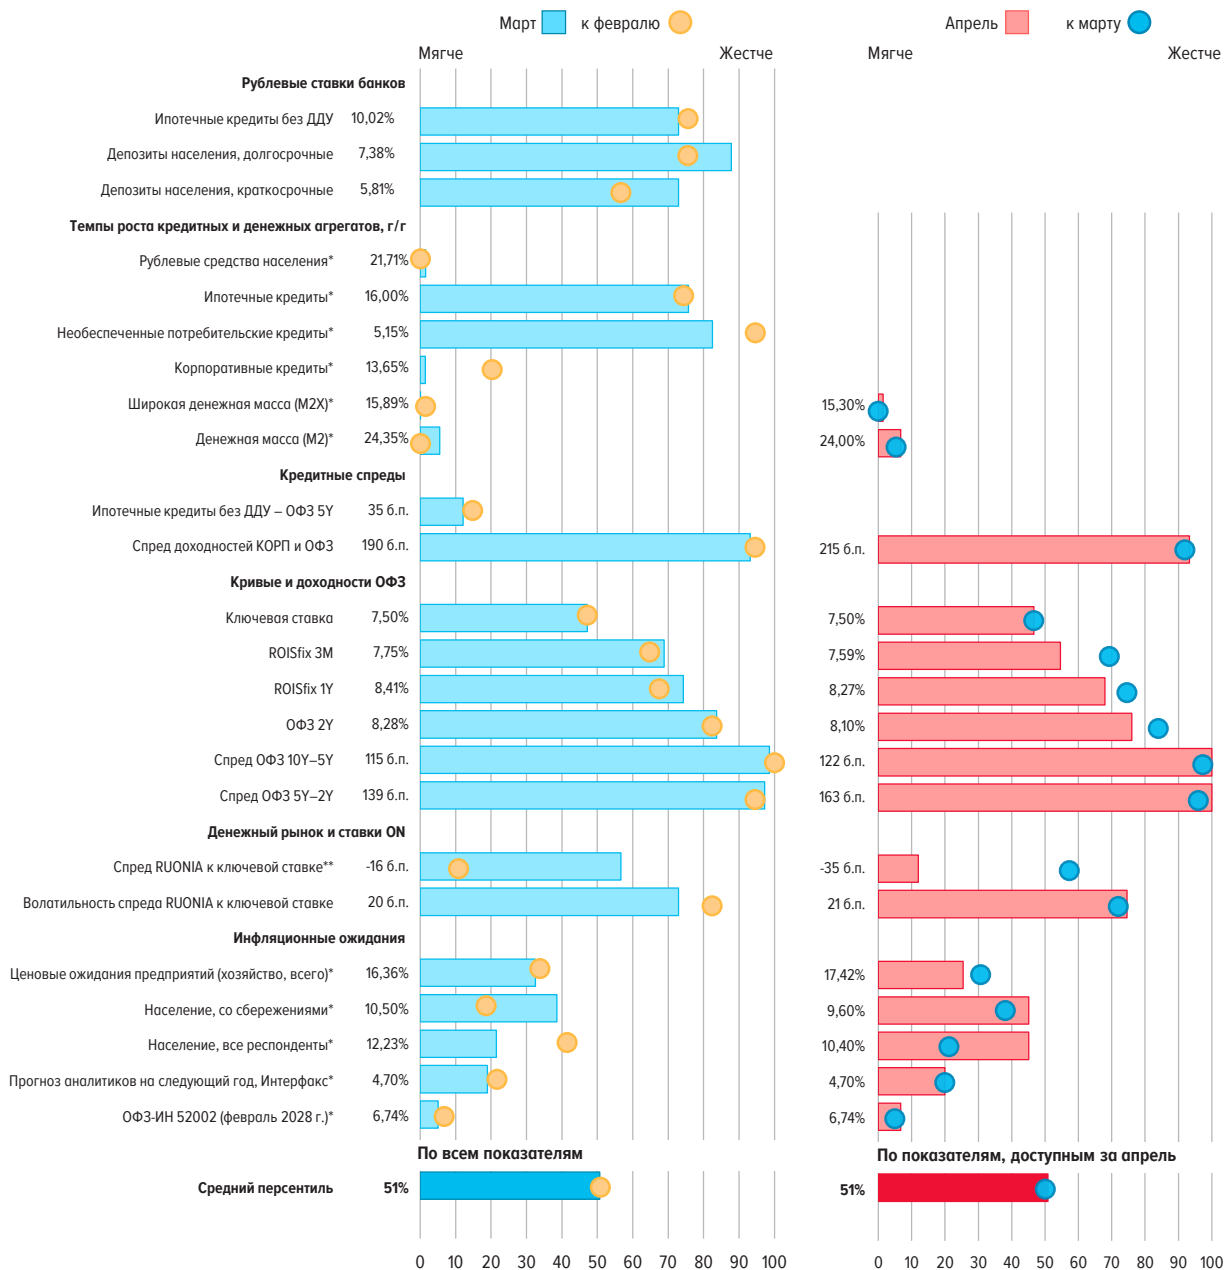 Март к февралю Апрель к марту
Мягче Жестче Мягче Жестче
Рублевые ставки банков
Ипотечные кредиты без ДДУ 10,02%
Депозиты населения, долгосрочные 7,38%
Депозиты населения, краткосрочные 5,81%
Темпы роста кредитных и денежных агрегатов, г/г
Рублевые средства населения* 21,71%
Ипотечные кредиты* 16,00%
Необеспеченные потребительские кредиты* 5,15%
Корпоративные кредиты* 13,65%
Широкая денежная масса (М2Х)* 15,89% 15,30%
Денежная масса (М2)* 24,35% 24,00%
Кредитные спреды
Ипотечные кредиты без ДДУ – ОФЗ 5Y 35 б.п.
Спред доходностей КОРП и ОФЗ 190 б.п. 215 б.п.
Кривые и доходности ОФЗ
Ключевая ставка 7,50% 7,50%
ROISfix 3M 7,75% 7,59%
ROISfix 1Y 8,41% 8,27%
ОФЗ 2Y 8,28% 8,10%
Спред ОФЗ 10Y–5Y 115 б.п. 122 б.п.
Спред ОФЗ 5Y–2Y 139 б.п. 163 б.п.
Денежный рынок и ставки ON
Спред RUONIA к ключевой ставке** -16 б.п. -35 б.п.
Волатильность спреда RUONIA к ключевой ставке 20 б.п. 21 б.п.
Инфляционные ожидания
Ценовые ожидания предприятий (хозяйство, всего)* 16,36% 17,42%
Население, со сбережениями* 10,50% 9,60%
Население, все респонденты* 12,23% 10,40%
Прогноз аналитиков на следующий год, Интерфакс* 4,70% 4,70%
ОФЗ-ИН 52002 (февраль 2028 г.)* 6,74% 6,74%
По всем показателям По показателям, доступным за апрель
Средний персентиль 51% 51%
0 10 20 30 40 50 60 70 80 90 100 0 10 20 30 40 50 60 70 80 90 100